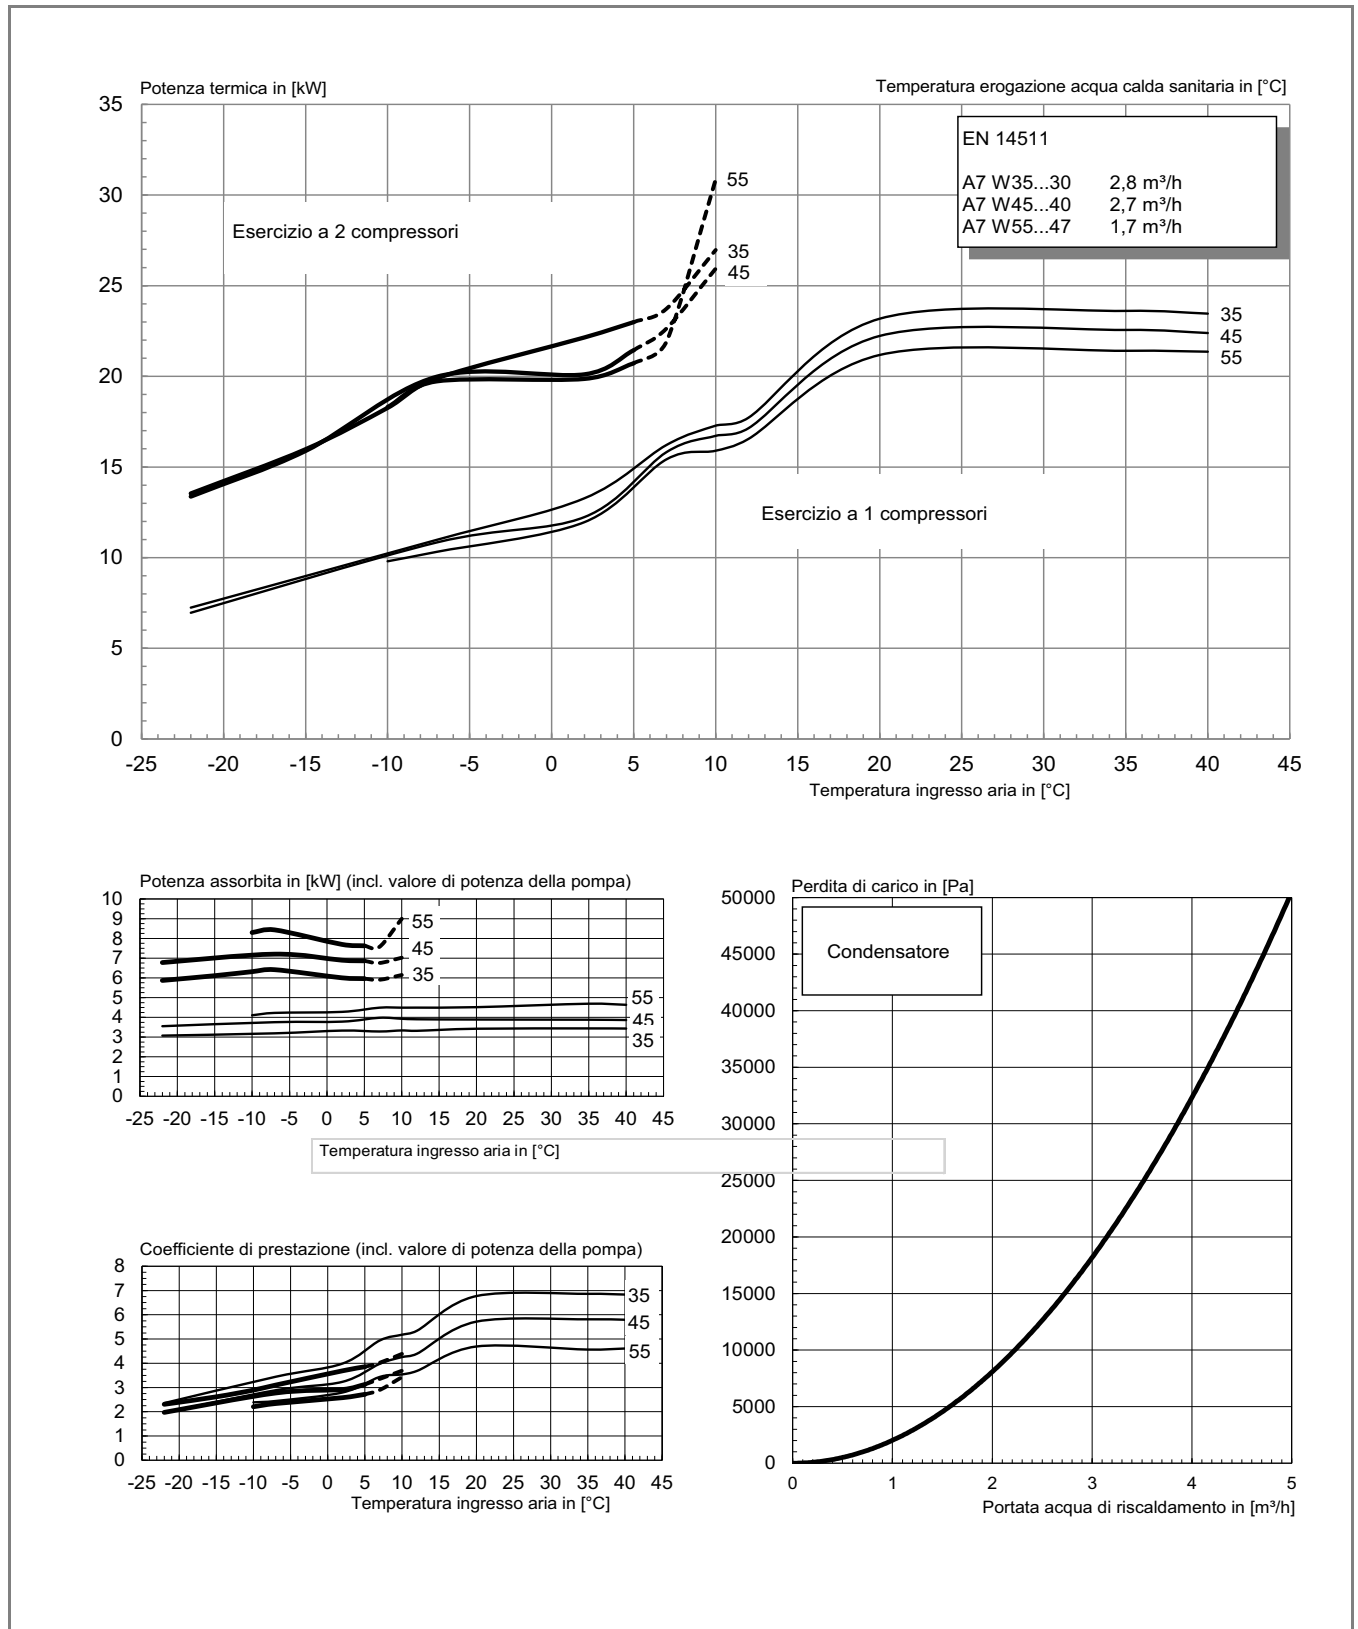 Potenza termica in [kW]
Temperatura erogazione acqua calda sanitaria in [°C]
35
30
25
20
15
10
5
0
EN 14511
A7 W35...30 2,8 m³/h
A7 W45...40 2,7 m³/h
A7 W55...47 1,7 m³/h
Esercizio a 2 compressori
55
35
45
35
45
55
Esercizio a 1 compressori
-25 -20 -15 -10 -5 0 5 10 15 20 25 30 35 40 45
Temperatura ingresso aria in [°C]
Potenza assorbita in [kW] (incl. valore di potenza della pompa)
10
9
8
7
6
5
4
3
2
1
0
55
45
35
55
45
35
-25 -20 -15 -10 -5 0 5 10 15 20 25 30 35 40 45
Temperatura ingresso aria in [°C]
Coefficiente di prestazione (incl. valore di potenza della pompa)
8
7
6
5
4
3
2
1
0
35
45
55
-25 -20 -15 -10 -5 0 5 10 15 20 25 30 35 40 45
Temperatura ingresso aria in [°C]
Perdita di carico in [Pa]
50000
45000
40000
35000
30000
25000
20000
15000
10000
5000
0
Condensatore
0 1 2 3 4 5
Portata acqua di riscaldamento in [m³/h]